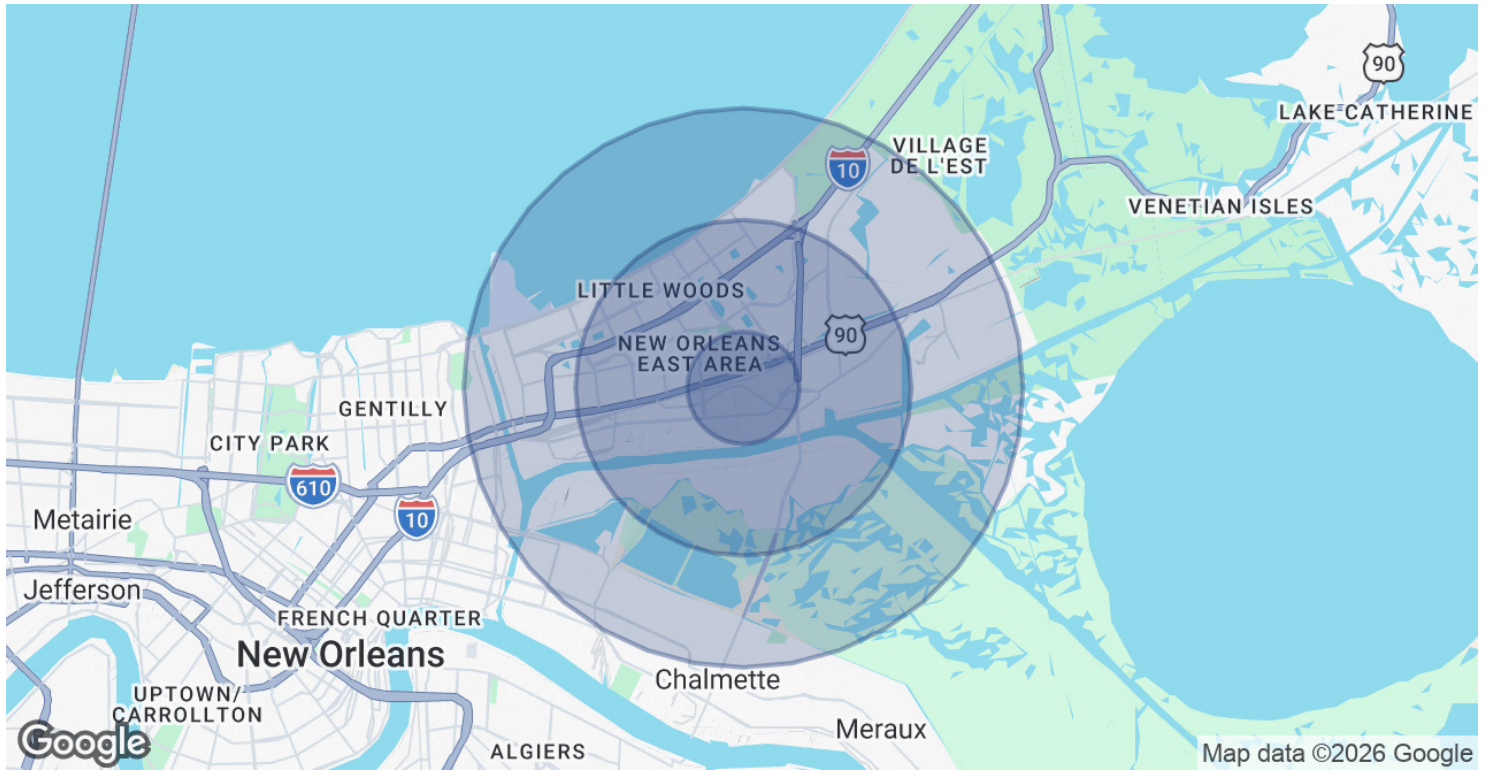 90
LAKE CATHERINE
VILLAGE
DE L'EST
10
VENETIAN ISLES
LITTLE WOODS
NEW ORLEANS
EAST AREA
90
GENTILLY
CITY PARK
610
10
Metairie
Jefferson
FRENCH QUARTER
New Orleans
Chalmette
UPTOWN/
CARROLLTON
Meraux
ALGIERS
Google
Map data ©2026 Google